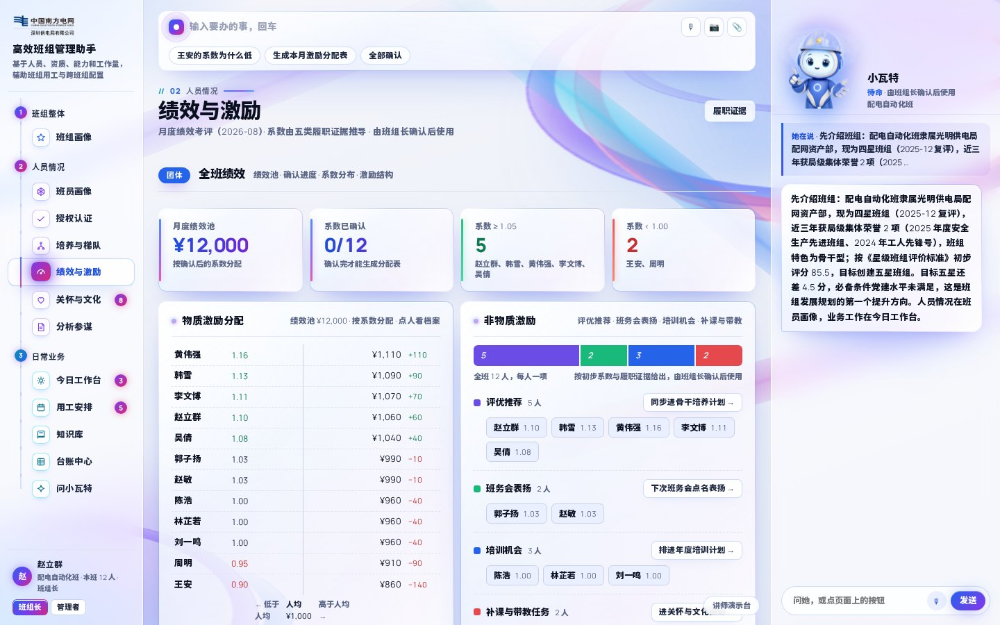 中国南方电网
CHINA SOUTHERN POWER GRID
深圳供电局有限公司
高效班组管理助手
基于人员、资质、能力和工作量，
辅助班组用工与跨班组配置
1 班组整体
班组画像
2 人员情况
班员画像
授权认证
培养与梯队
绩效与激励
关怀与文化 8
分析参谋
3 日常业务
今日工作台 3
用工安排 5
知识库
台账中心
问小瓦特
赵
赵立群
配电自动化班 · 本班 12 人 ·
班组长
班组长 管理者
输入要办的事，回车
王安的系数为什么低 生成本月激励分配表 全部确认
// 02 人员情况
绩效与激励
月度绩效考评（2026-08）· 系数由五类履职证据推导 · 由班组长确认后使用
履职证据
团体 全班绩效 绩效池 · 确认进度 · 系数分布 · 激励结构
月度绩效池
¥12,000
按确认后的系数分配
系数已确认
0/12
确认完才能生成分配表
系数 ≥ 1.05
5
赵立群、韩雪、黄伟强、李文博、
吴倩
系数 < 1.00
2
王安、周明
物质激励分配 绩效池 ¥12,000 · 按系数分配 · 点人看档案
黄伟强 1.16 ¥1,110 +110
韩雪 1.13 ¥1,090 +90
李文博 1.11 ¥1,070 +70
赵立群 1.10 ¥1,060 +60
吴倩 1.08 ¥1,040 +40
郭子扬 1.03 ¥990 −10
赵敏 1.03 ¥990 −10
陈浩 1.00 ¥960 −40
林芷若 1.00 ¥960 −40
刘一鸣 1.00 ¥960 −40
周明 0.95 ¥910 −90
王安 0.90 ¥860 −140
← 低于 人均 高于人均
人均 ¥1,000 →
非物质激励 评优推荐 · 班务会表扬 · 培训机会 · 补课与带教
5 2 3 2
全班 12 人，每人一项 按初步系数与履职证据给出，由班组长确认后使用
评优推荐 5 人 同步进骨干培养计划 →
赵立群 1.10 韩雪 1.13 黄伟强 1.16 李文博 1.11
吴倩 1.08
班务会表扬 2 人 下次班务会点名表扬 →
郭子扬 1.03 赵敏 1.03
培训机会 3 人 排进年度培训计划 →
陈浩 1.00 林芷若 1.00 刘一鸣 1.00
补课与带教任务 2 人 进关怀与文化
讲师演示台
小瓦特
待命 · 由班组长确认后使用
配电自动化班
她在说 · 先介绍班组：配电自动化班隶属光明供电局
配网资产部，现为四星班组（2025-12 复评），近三
年获局级集体荣誉 2 项（2025 …
先介绍班组：配电自动化班隶属光明供电局配
网资产部，现为四星班组（2025-12 复评），
近三年获局级集体荣誉 2 项（2025 年度安全
生产先进班组、2024 年工人先锋号），班组
特色为骨干型；按《星级班组评价标准》初步
评分 85.5，目标创建五星班组。目标五星还
差 4.5 分，必备条件党建水平未满足，这是班
组发展规划的第一个提升方向。人员情况在班
员画像，业务工作在今日工作台。
问她，或点页面上的按钮 发送